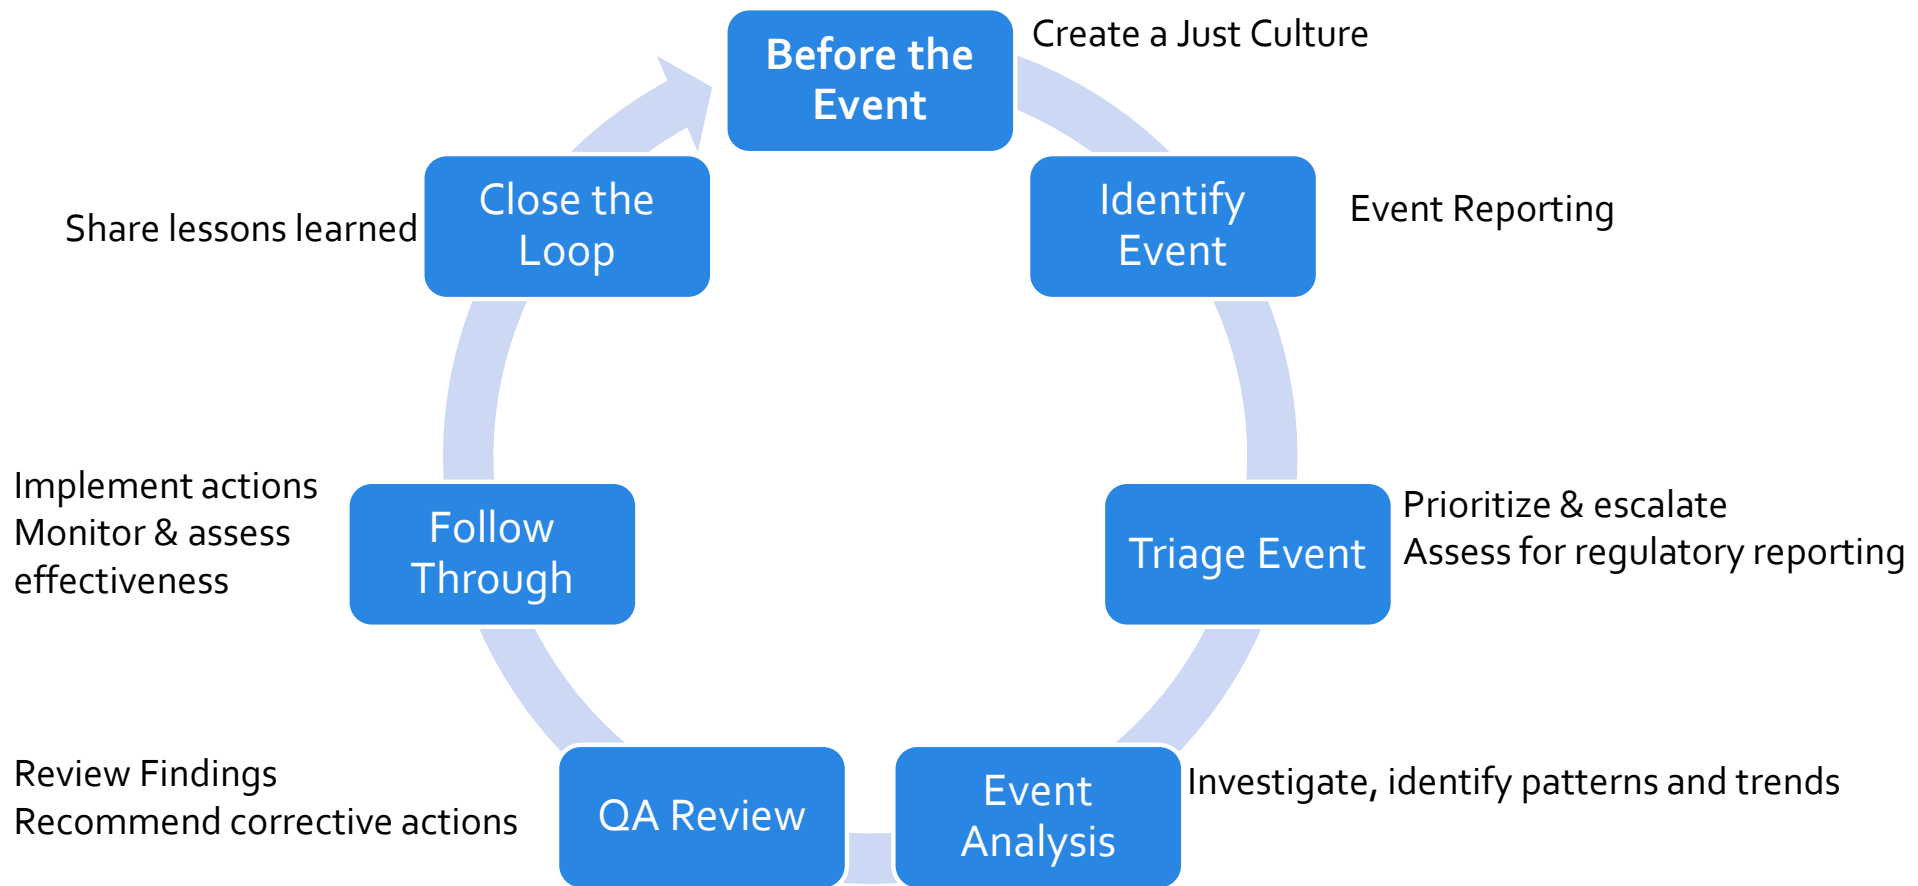 Before the
Event
Create a Just Culture
Identify
Event
Event Reporting
Triage Event
Prioritize & escalate
Assess for regulatory reporting
Event
Analysis
Investigate, identify patterns and trends
QA Review
Review Findings
Recommend corrective actions
Follow
Through
Implement actions
Monitor & assess
effectiveness
Close the
Loop
Share lessons learned